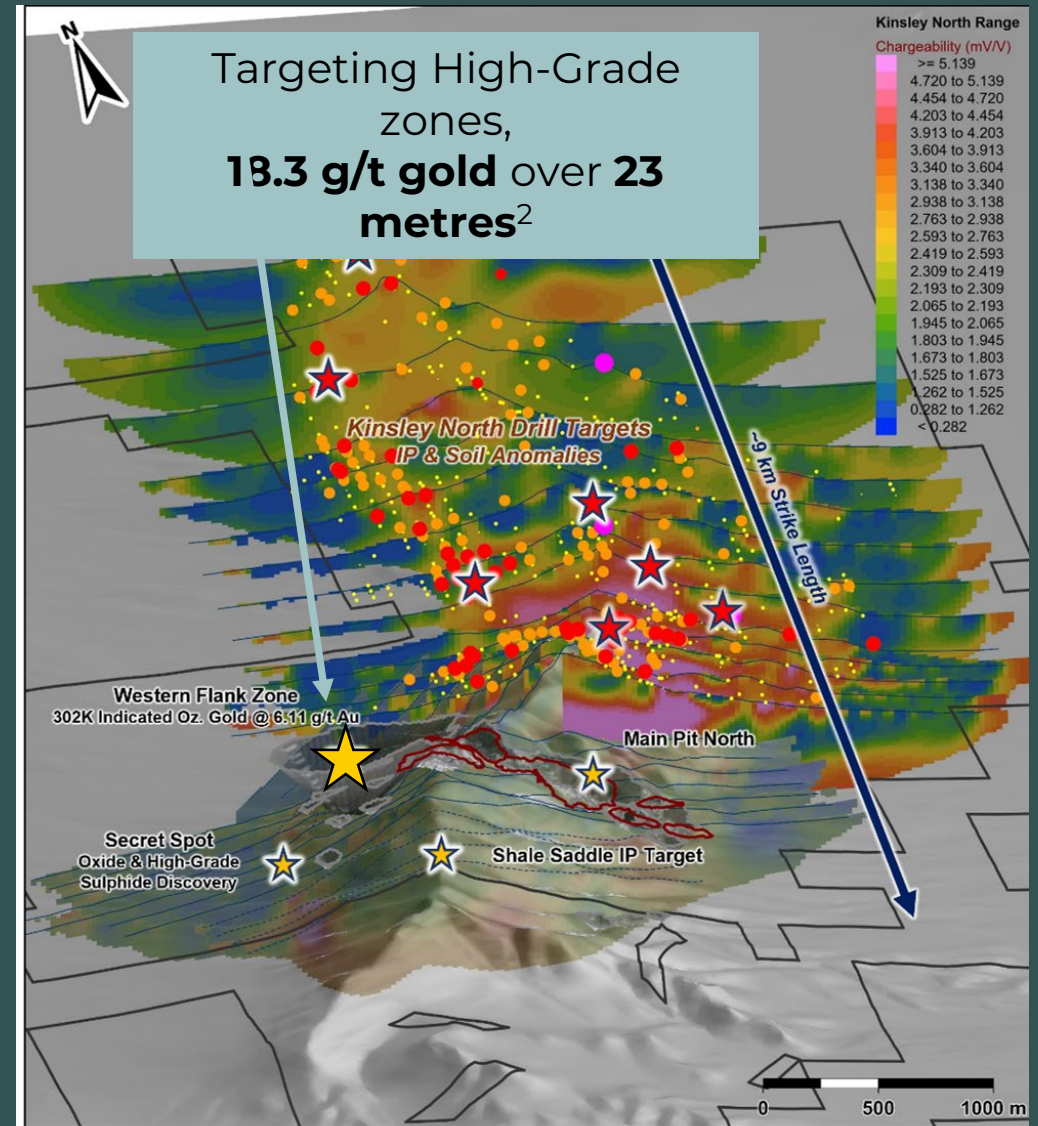 N
Targeting High-Grade
zones,
18.3 g/t gold over 23
metres2
Kinsley North Range
Chargeability (mV/V)
>= 5.139
4.720 to 5.139
4.454 to 4.720
4.203 to 4.454
3.913 to 4.203
3.604 to 3.913
3.340 to 3.604
3.138 to 3.340
2.938 to 3.138
2.763 to 2.938
2.593 to 2.763
2.419 to 2.593
2.309 to 2.419
2.193 to 2.309
2.065 to 2.193
1.945 to 2.065
1.803 to 1.945
1.673 to 1.803
1.525 to 1.673
1.262 to 1.525
0.282 to 1.262
< 0.282
Kinsley North Drill Targets
IP & Soil Anomalies
~9 km Strike Length
Western Flank Zone
302K Indicated Oz. Gold @ 6.11 g/t Au
Main Pit North
Secret Spot
Oxide & High-Grade
Sulphide Discovery
Shale Saddle IP Target
0 500 1000 m